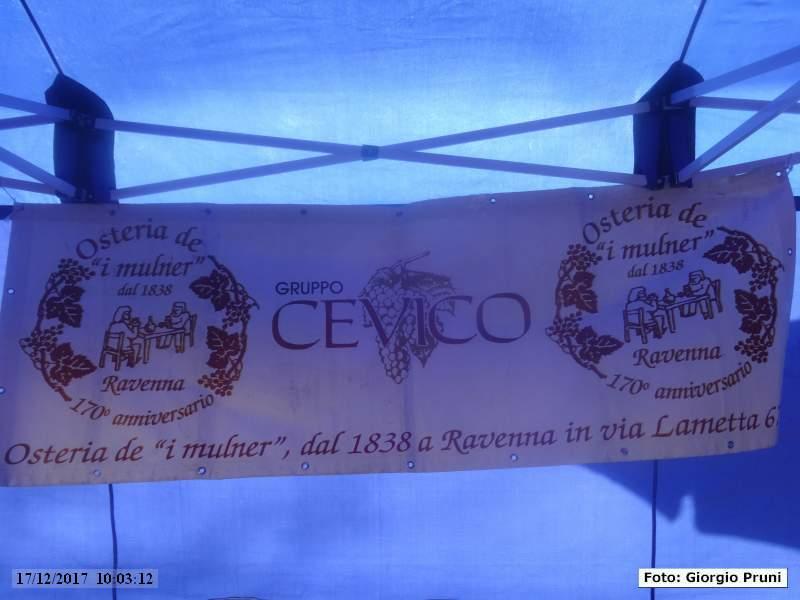 Osteria de
"i mulner"
dal 1838
Ravenna
170° anniversario
GRUPPO
CEVICO
Osteria de
"i mulner"
dal 1838
Ravenna
170° anniversario
Osteria de "i mulner", dal 1838 a Ravenna in via Lametta
17/12/2017 10:03:12
Foto: Giorgio Pruni